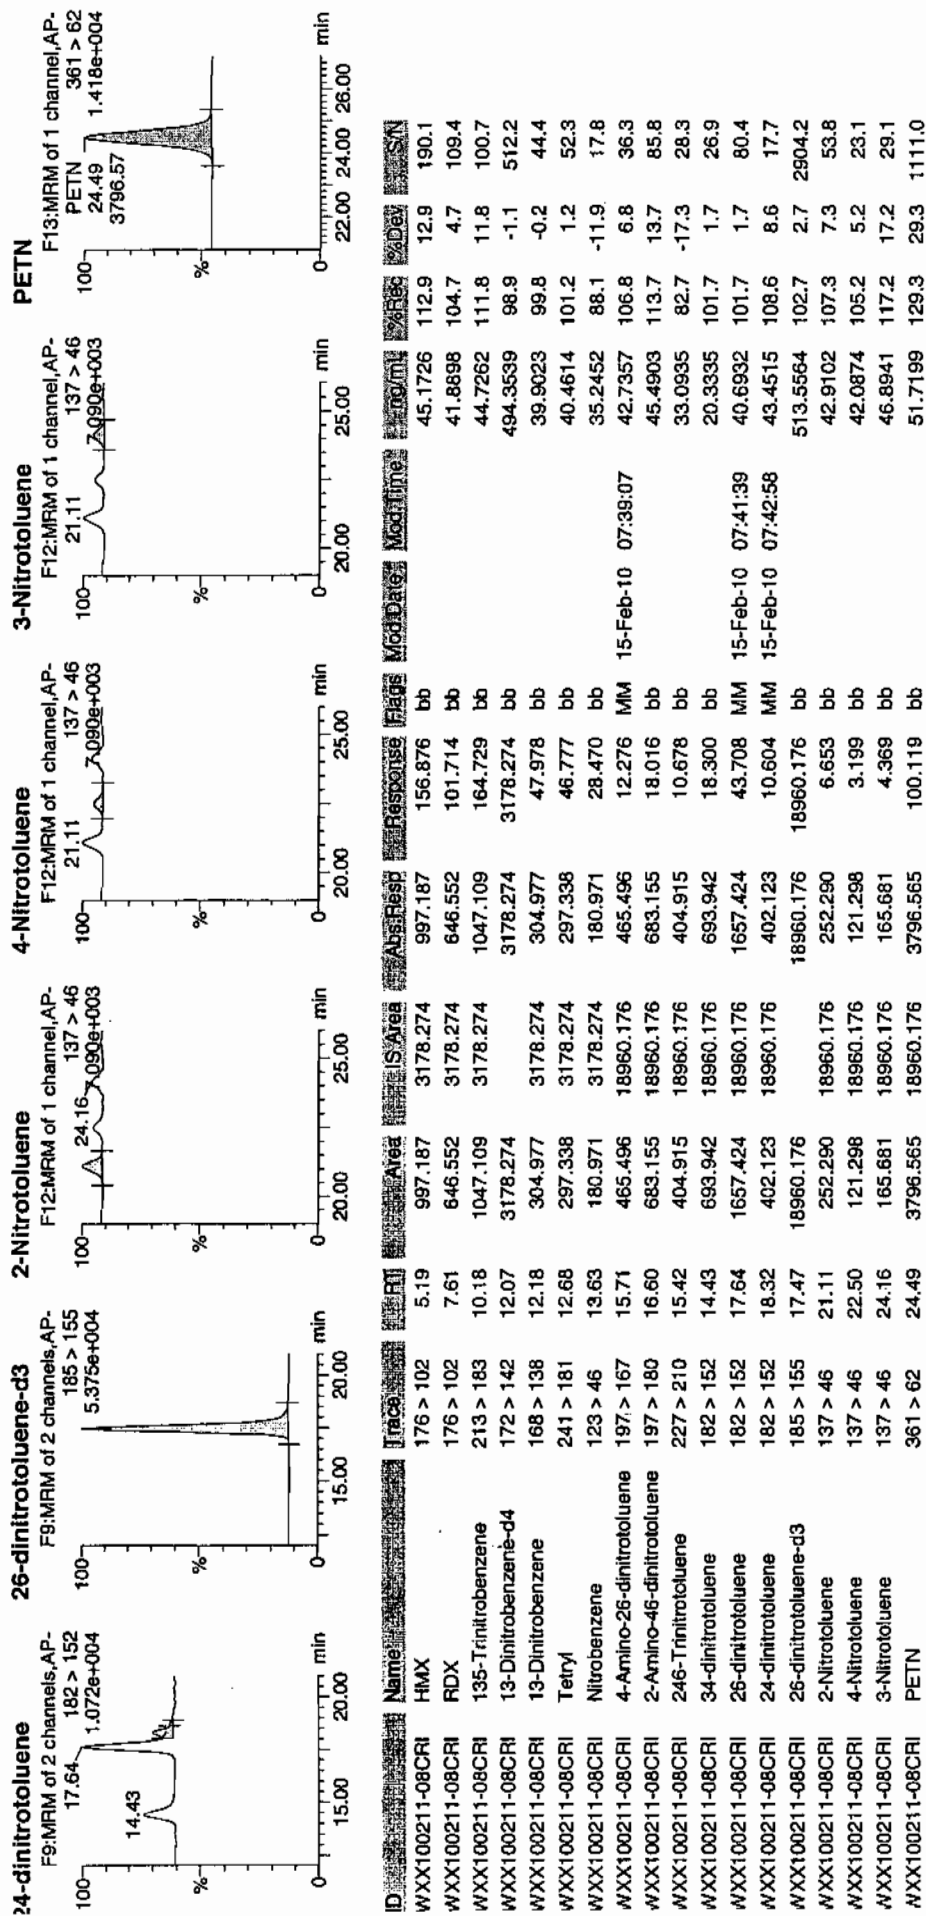 24-dinitrotoluene
F9:MRM of 2 channels,AP-
182 > 152
1.072e+004
17.64
14.43
100
%
0
15.00
20.00
min
26-dinitrotoluene-d3
F9:MRM of 2 channels,AP-
185 > 155
5.375e+004
100
%
0
15.00
20.00
min
2-Nitrotoluene
F12:MRM of 1 channel,AP-
137 > 46
7.090e+003
24.16
100
%
0
20.00
25.00
min
4-Nitrotoluene
F12:MRM of 1 channel,AP-
137 > 46
7.090e+003
21.11
100
%
0
20.00
25.00
min
3-Nitrotoluene
F12:MRM of 1 channel,AP-
137 > 46
7.090e+003
21.11
100
%
0
20.00
25.00
min
PETN
F13:MRM of 1 channel,AP-
361 > 62
1.418e+004
PETN
24.49
3796.57
100
%
0
22.00
24.00
26.00
min
ID Name Trace RT Area IS Area Abs.Resp Response Flags Mod.Date Mod.Time ng/mL %Rec %Dev S/N
WXX100211-08CRI HMX 176 > 102 5.19 997.187 3178.274 997.187 156.876 bb 45.1726 112.9 12.9 190.1
WXX100211-08CRI RDX 176 > 102 7.61 646.552 3178.274 646.552 101.714 bb 41.8898 104.7 4.7 109.4
WXX100211-08CRI 135-Trinitrobenzene 213 > 183 10.18 1047.109 3178.274 1047.109 164.729 bb 44.7262 111.8 11.8 100.7
WXX100211-08CRI 13-Dinitrobenzene-d4 172 > 142 12.07 3178.274 3178.274 3178.274 bb 494.3539 98.9 -1.1 512.2
WXX100211-08CRI 13-Dinitrobenzene 168 > 138 12.18 304.977 3178.274 304.977 47.978 bb 39.9023 99.8 -0.2 44.4
WXX100211-08CRI Tetryl 241 > 181 12.68 297.338 3178.274 297.338 46.777 bb 40.4614 101.2 1.2 52.3
WXX100211-08CRI Nitrobenzene 123 > 46 13.63 180.971 3178.274 180.971 28.470 bb 35.2452 88.1 -11.9 17.8
WXX100211-08CRI 4-Amino-26-dinitrotoluene 197 > 167 15.71 465.496 18960.176 465.496 12.276 MM 15-Feb-10 07:39:07 42.7357 106.8 6.8 36.3
WXX100211-08CRI 2-Amino-46-dinitrotoluene 197 > 180 16.60 683.155 18960.176 683.155 18.016 bb 45.4903 113.7 13.7 85.8
WXX100211-08CRI 246-Trinitrotoluene 227 > 210 15.42 404.915 18960.176 404.915 10.678 bb 33.0935 82.7 -17.3 28.3
WXX100211-08CRI 34-dinitrotoluene 182 > 152 14.43 693.942 18960.176 693.942 18.300 bb 20.3335 101.7 1.7 26.9
WXX100211-08CRI 26-dinitrotoluene 182 > 152 17.64 1657.424 18960.176 1657.424 43.708 MM 15-Feb-10 07:41:39 40.6932 101.7 1.7 80.4
WXX100211-08CRI 24-dinitrotoluene 182 > 152 18.32 402.123 18960.176 402.123 10.604 MM 15-Feb-10 07:42:58 43.4515 108.6 8.6 17.7
WXX100211-08CRI 26-dinitrotoluene-d3 185 > 155 17.47 18960.176 18960.176 18960.176 bb 513.5564 102.7 2.7 2904.2
WXX100211-08CRI 2-Nitrotoluene 137 > 46 21.11 252.290 18960.176 252.290 6.653 bb 42.9102 107.3 7.3 53.8
WXX100211-08CRI 4-Nitrotoluene 137 > 46 22.50 121.298 18960.176 121.298 3.199 bb 42.0874 105.2 5.2 23.1
WXX100211-08CRI 3-Nitrotoluene 137 > 46 24.16 165.681 18960.176 165.681 4.369 bb 46.8941 117.2 17.2 29.1
WXX100211-08CRI PETN 361 > 62 24.49 3796.565 18960.176 3796.565 100.119 bb 51.7199 129.3 29.3 1111.0